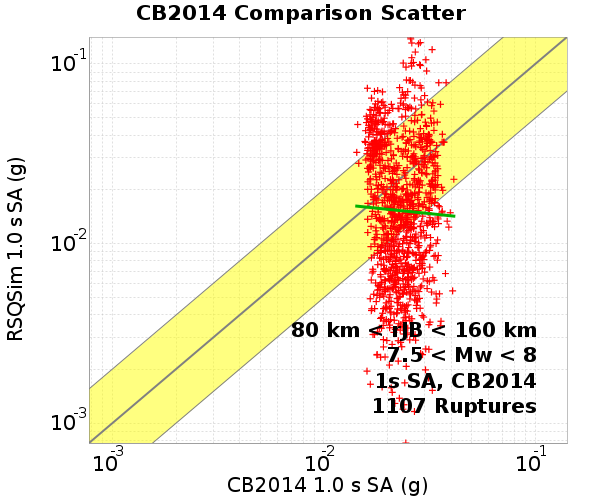 CB2014 Comparison Scatter
RSQSim 1.0 s SA (g)
10^-1
10^-2
10^-3
80 km < rJB < 160 km
7.5 < Mw < 8
1s SA, CB2014
1107 Ruptures
10^-3 10^-2 10^-1
CB2014 1.0 s SA (g)